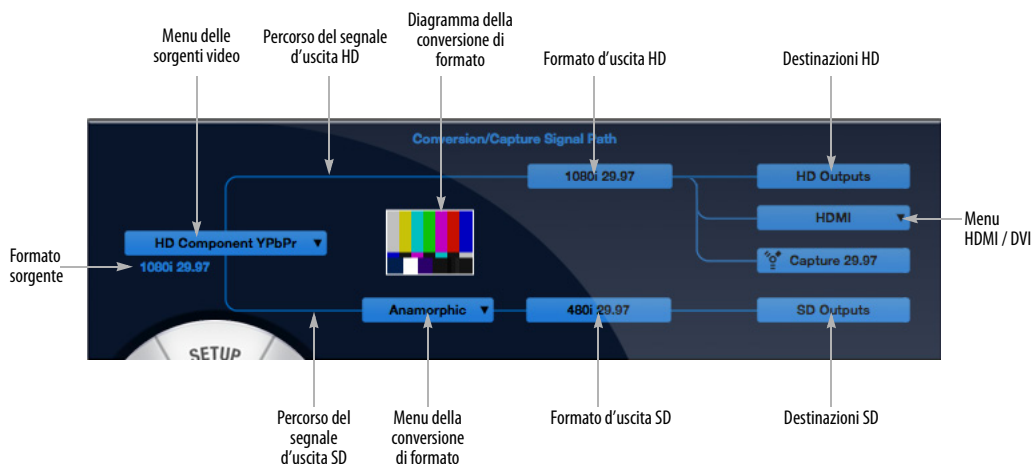 Menu delle
sorgenti video
Percorso del segnale
d'uscita HD
Diagramma della
conversione di
formato
Formato d'uscita HD
Destinazioni HD
Conversion/Capture Signal Path
1080i 29.97
HD Outputs
HDMI
Menu
HDMI / DVI
HD Component YPbPr
Formato
sorgente
1080i 29.97
Capture 29.97
Anamorphic
480i 29.97
SD Outputs
SETUP
Percorso del
segnale
d'uscita SD
Menu della
conversione
di formato
Formato d'uscita SD
Destinazioni SD